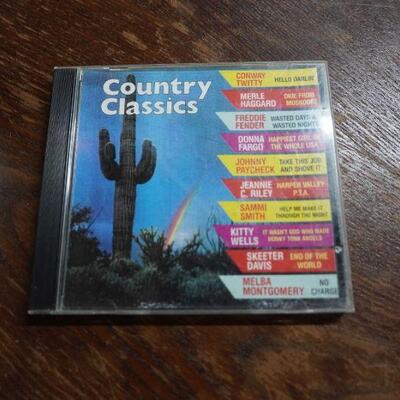 Country
Classics
CONWAY TWITTY HELLO DARLIN'
MERLE HAGGARD OKIE FROM MUSKOGEE
FREDDIE FENDER WASTED DAYS & WASTED NIGHTS
DONNA FARGO HAPPIEST GIRL IN THE WHOLE USA
JOHNNY PAYCHECK TAKE THIS JOB AND SHOVE IT
JEANNIE C. RILEY HARPER VALLEY P.T.A.
SAMMI SMITH HELP ME MAKE IT THROUGH THE NIGHT
KITTY WELLS IT WASN'T GOD WHO MADE HONKY TONK ANGELS
SKEETER DAVIS END OF THE WORLD
MELBA MONTGOMERY NO CHARGE